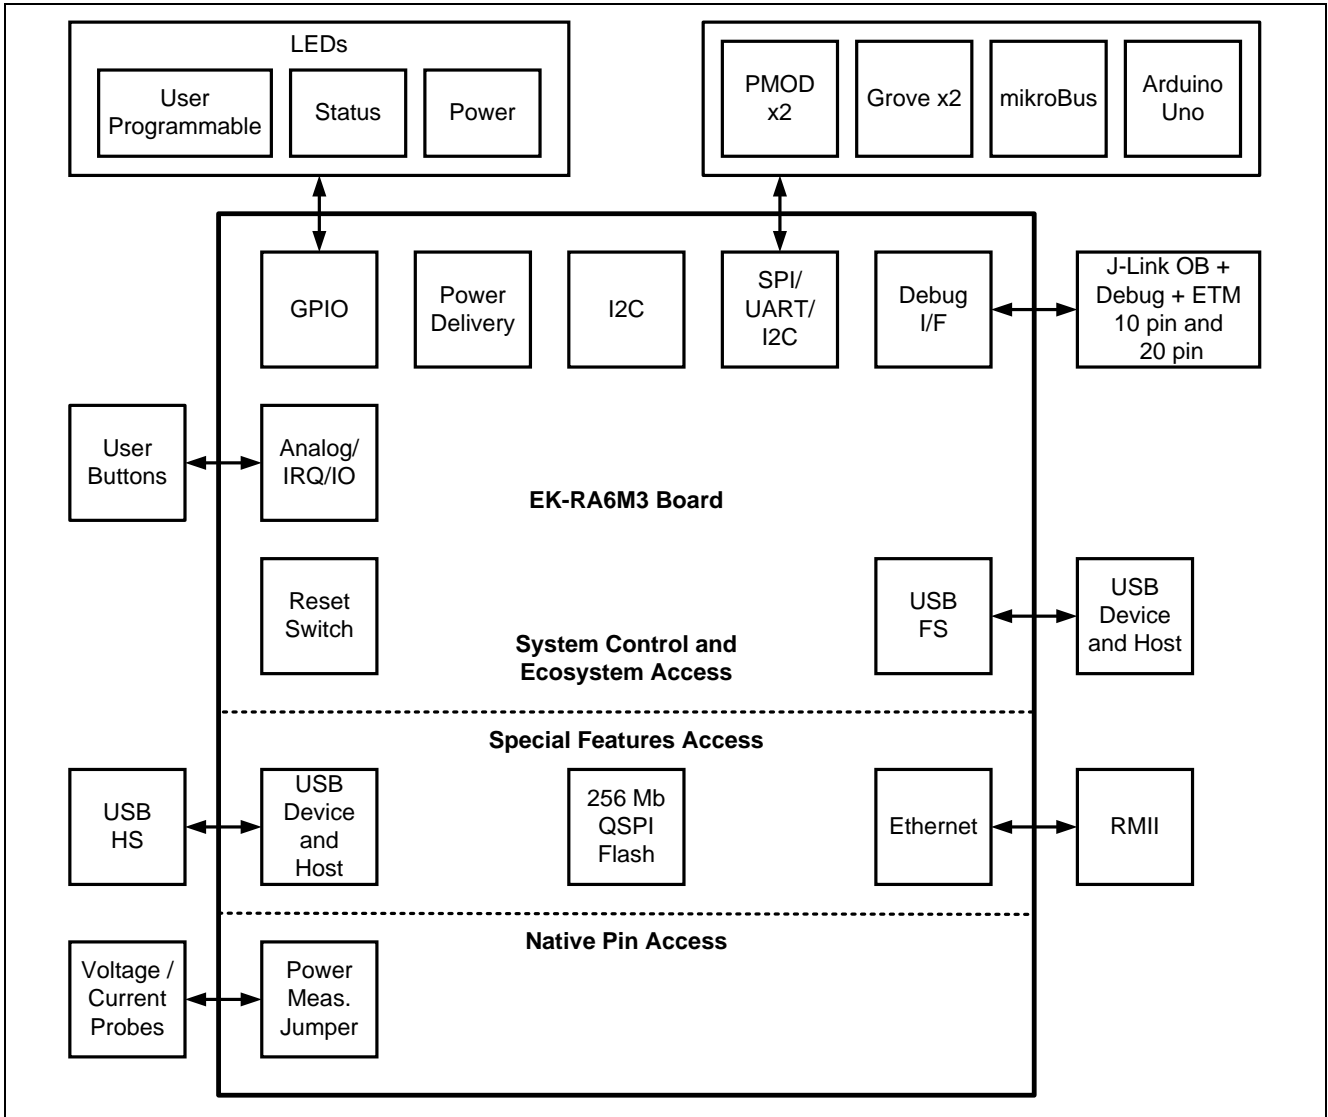 LEDs
User
Programmable
Status
Power
PMOD
x2
Grove x2
mikroBus
Arduino
Uno
GPIO
Power
Delivery
I2C
SPI/
UART/
I2C
Debug
I/F
J-Link OB +
Debug + ETM
10 pin and
20 pin
User
Buttons
Analog/
IRQ/IO
EK-RA6M3 Board
Reset
Switch
System Control and
Ecosystem Access
USB
FS
USB
Device
and Host
Special Features Access
USB
HS
USB
Device
and
Host
256 Mb
QSPI
Flash
Ethernet
RMII
Native Pin Access
Voltage /
Current
Probes
Power
Meas.
Jumper